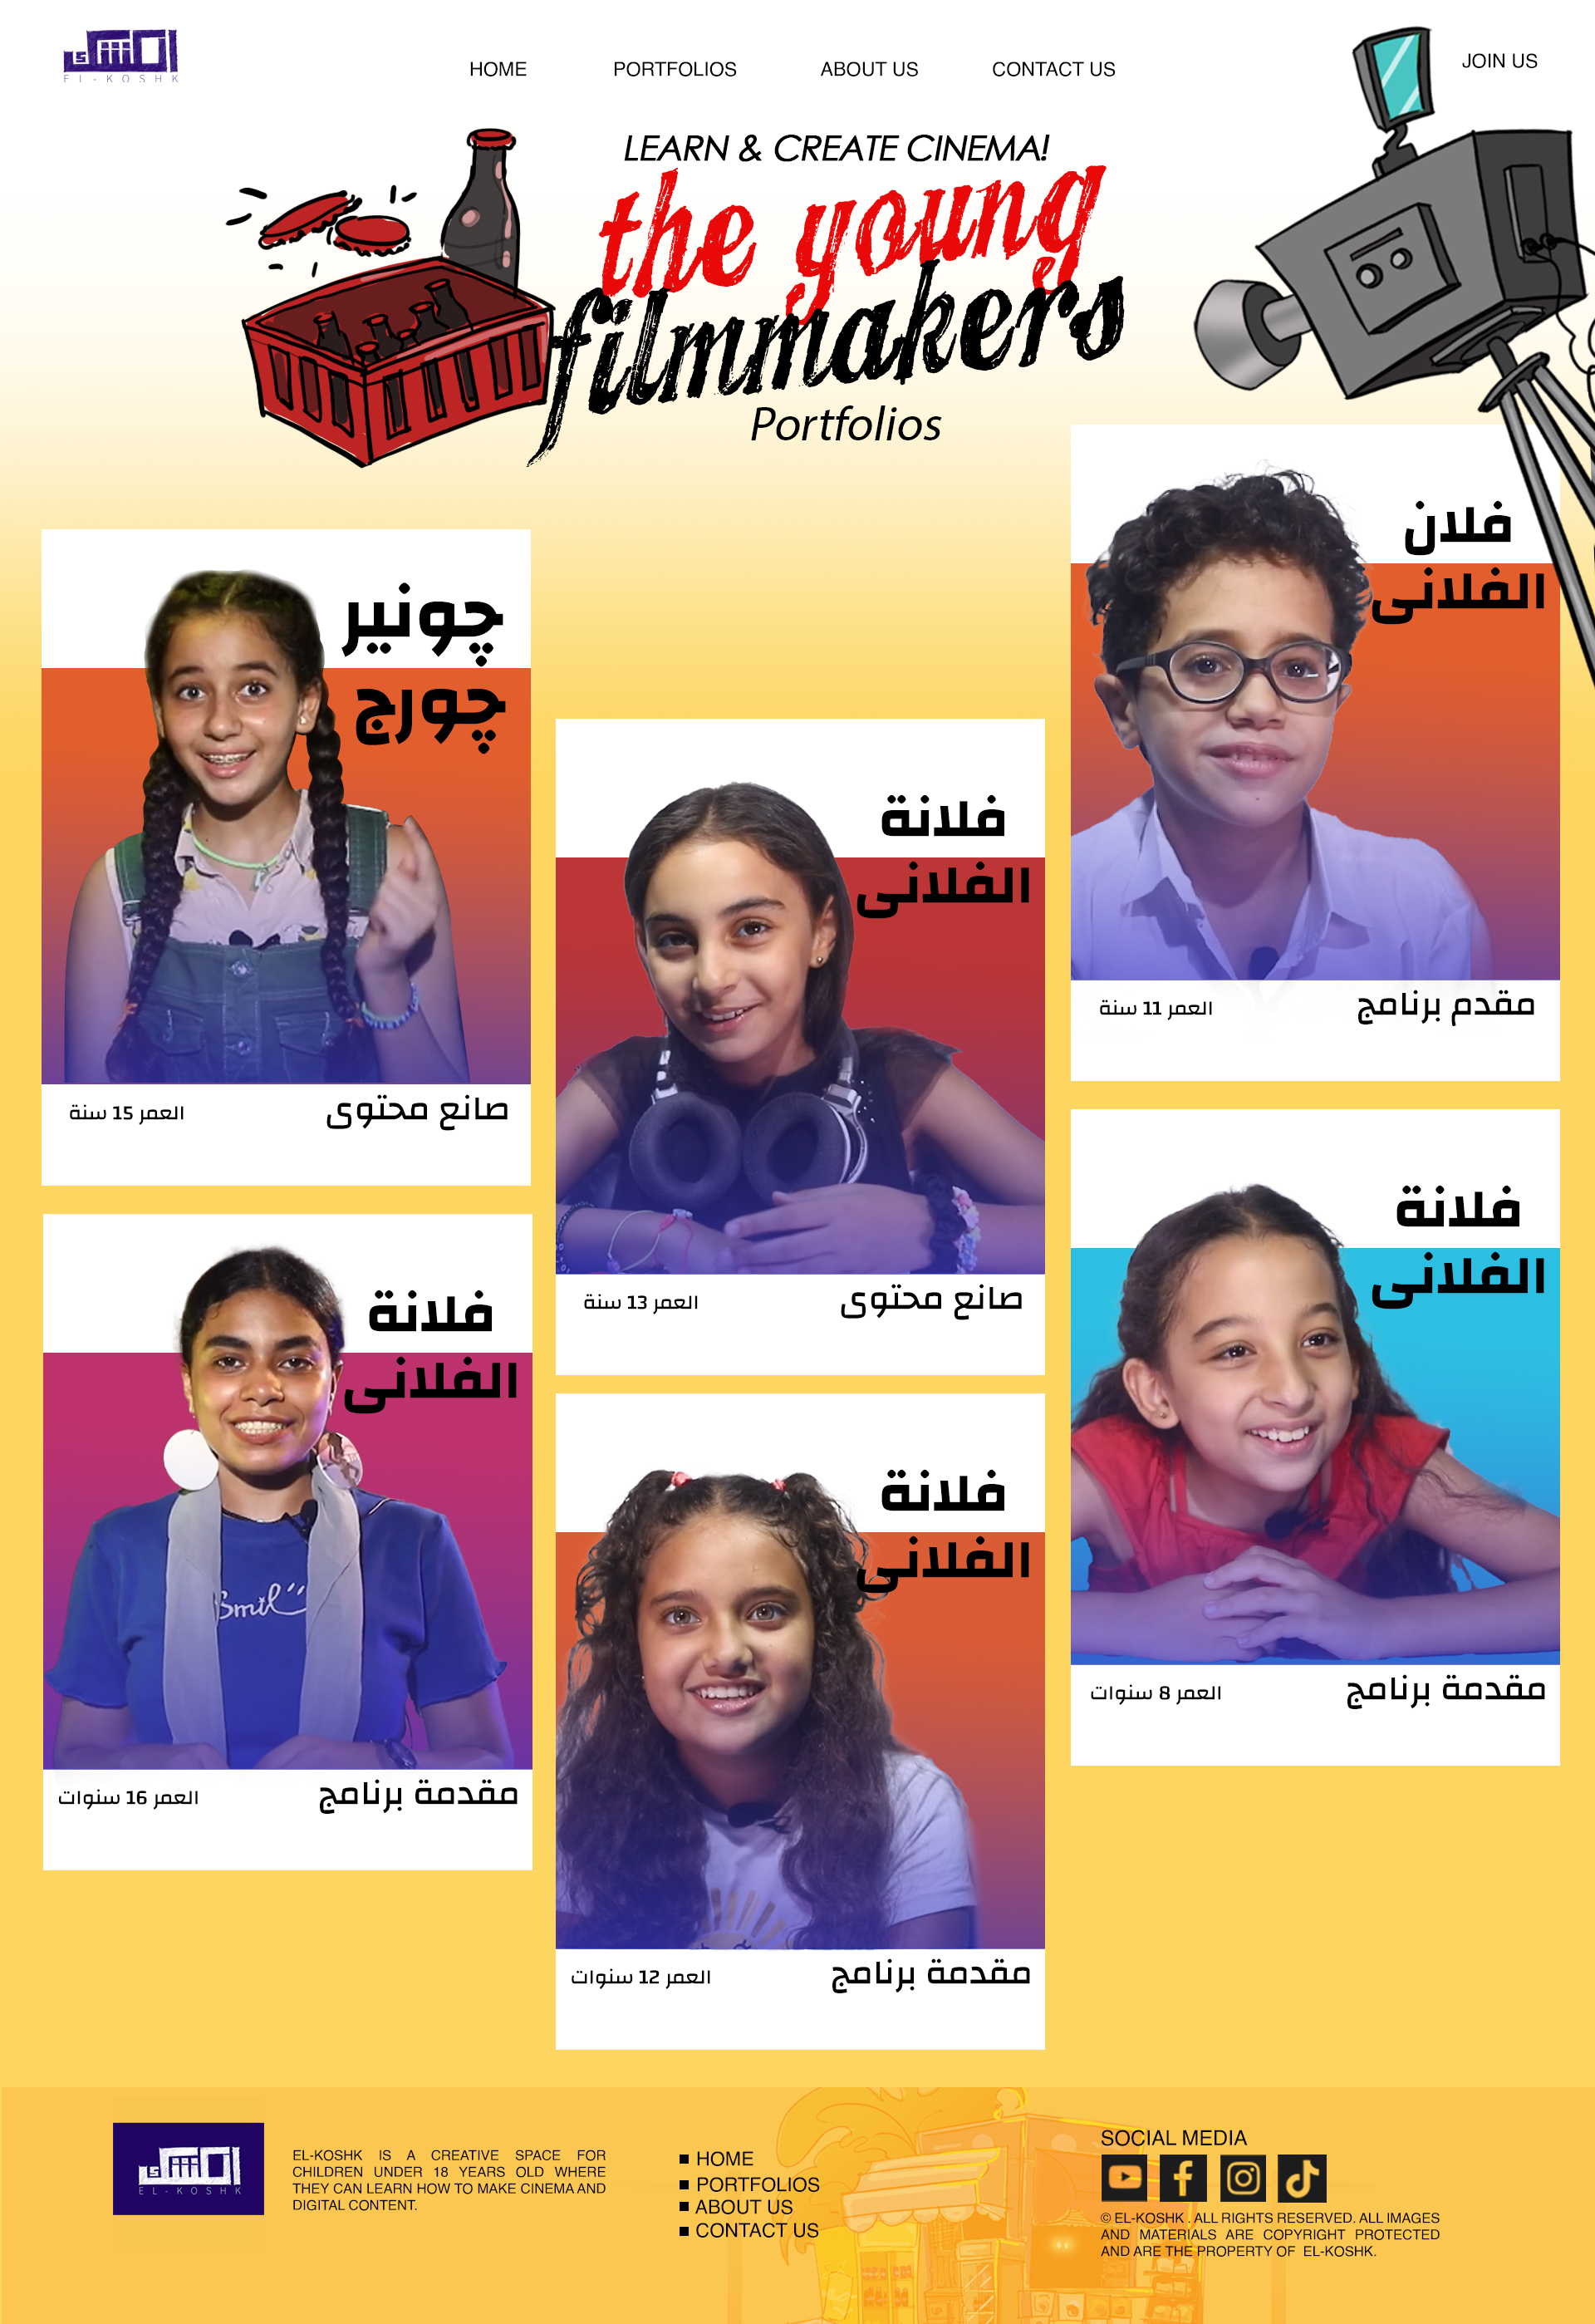 الكشك
EL-KOSHK
HOME
PORTFOLIOS
ABOUT US
CONTACT US
JOIN US
LEARN & CREATE CINEMA!
the young
filmmakers
Portfolios
چونير
چورج
صانع محتوى
العمر 15 سنة
فلانة
الفلانى
صانع محتوى
العمر 13 سنة
فلان
الفلانى
مقدم برنامج
العمر 11 سنة
فلانة
الفلانى
Smile
مقدمة برنامج
العمر 16 سنوات
فلانة
الفلانى
مقدمة برنامج
العمر 12 سنوات
فلانة
الفلانى
مقدمة برنامج
العمر 8 سنوات
الكشك
EL-KOSHK
EL-KOSHK IS A CREATIVE SPACE FOR
CHILDREN UNDER 18 YEARS OLD WHERE
THEY CAN LEARN HOW TO MAKE CINEMA AND
DIGITAL CONTENT.
HOME
PORTFOLIOS
ABOUT US
CONTACT US
SOCIAL MEDIA
© EL-KOSHK . ALL RIGHTS RESERVED. ALL IMAGES
AND MATERIALS ARE COPYRIGHT PROTECTED
AND ARE THE PROPERTY OF EL-KOSHK.